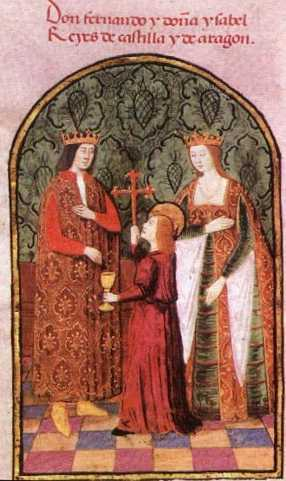 Don fernando y doña ysabel
Reyes de castilla y de aragon.